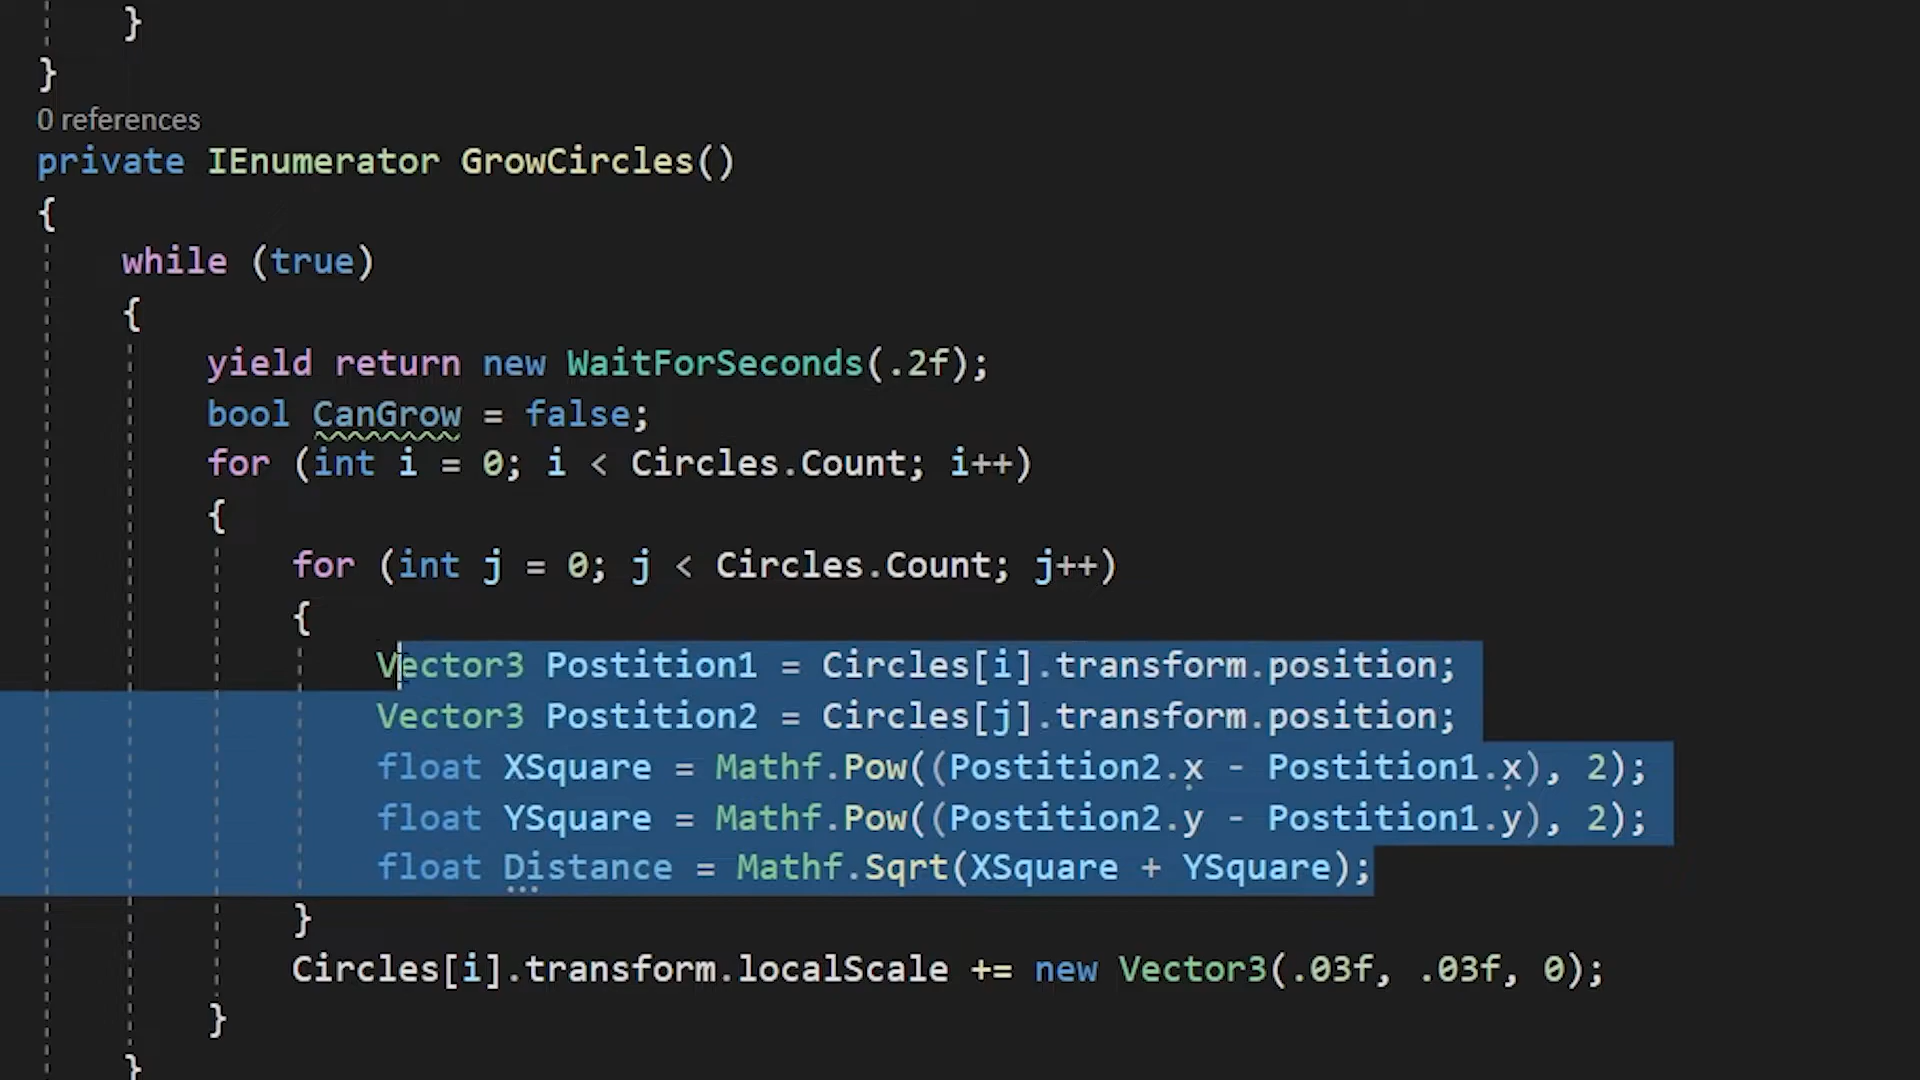 }
}
0 references
private IEnumerator GrowCircles()
{
while (true)
{
yield return new WaitForSeconds(.2f);
bool CanGrow = false;
for (int i = 0; i < Circles.Count; i++)
{
for (int j = 0; j < Circles.Count; j++)
{
Vector3 Postition1 = Circles[i].transform.position;
Vector3 Postition2 = Circles[j].transform.position;
float XSquare = Mathf.Pow((Postition2.x - Postition1.x), 2);
float YSquare = Mathf.Pow((Postition2.y - Postition1.y), 2);
float Distance = Mathf.Sqrt(XSquare + YSquare);
}
Circles[i].transform.localScale += new Vector3(.03f, .03f, 0);
}
}